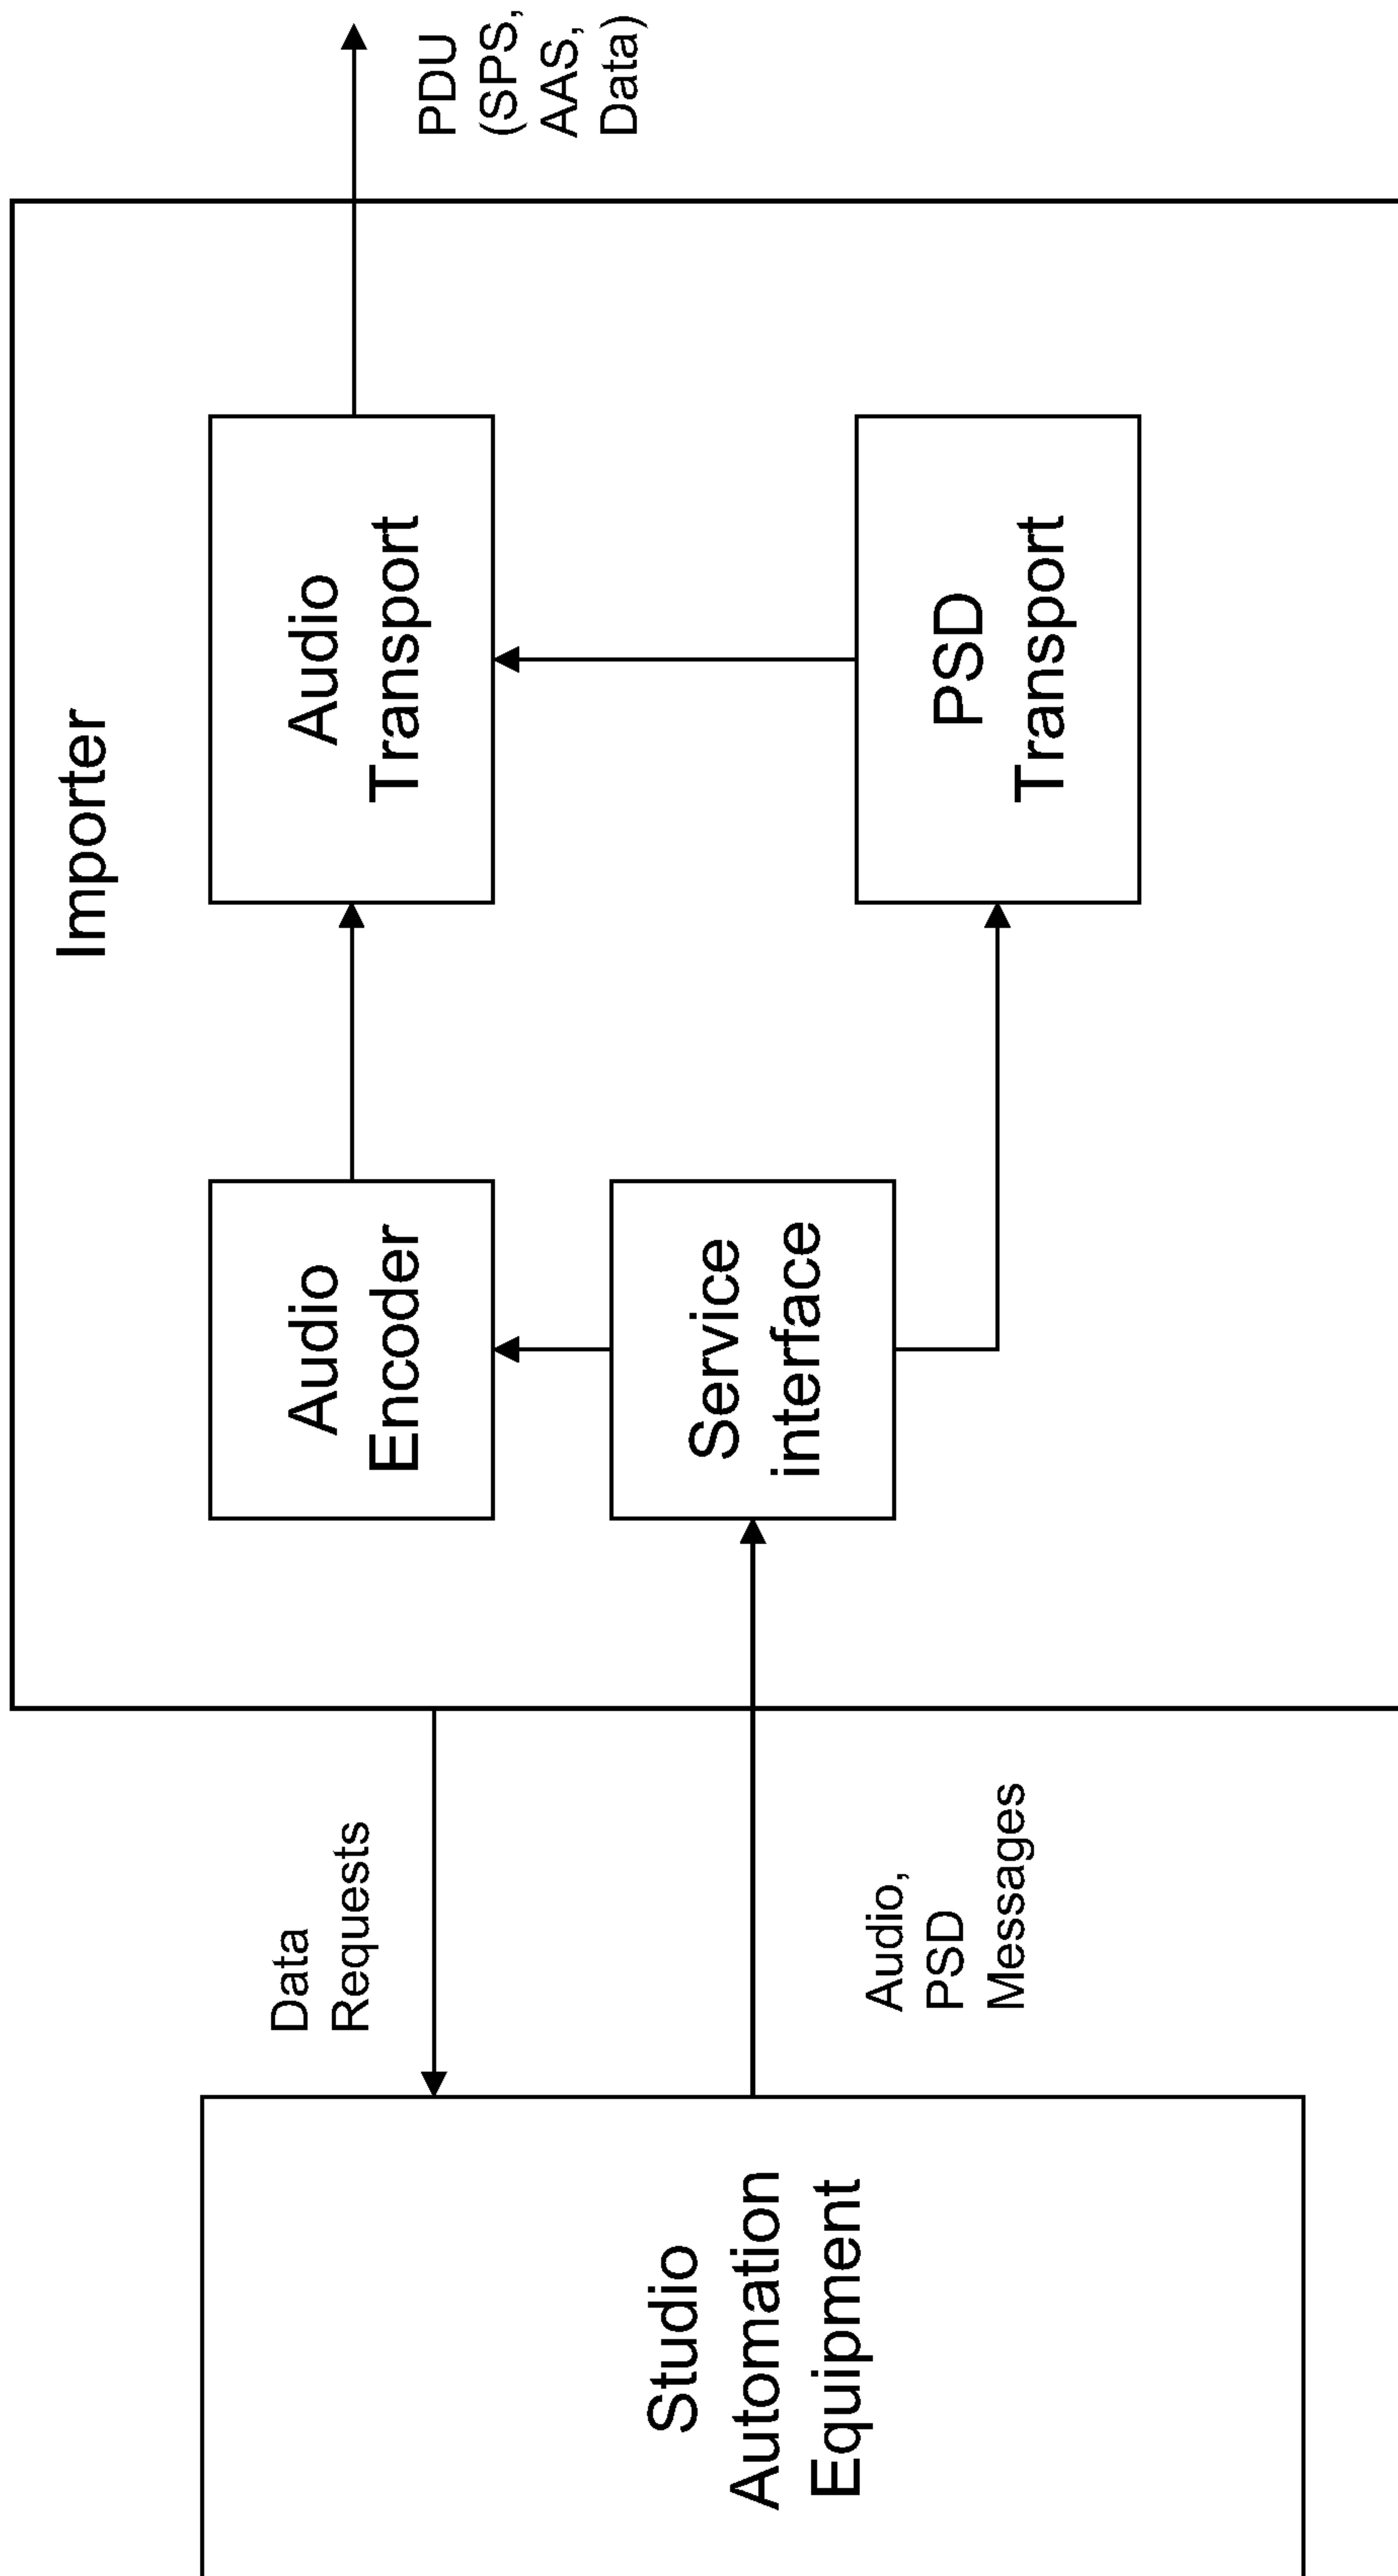 Importer
Studio
Automation
Equipment
Data
Requests
Audio,
PSD
Messages
Audio
Encoder
Service
interface
Audio
Transport
PSD
Transport
PDU
(SPS,
AAS,
Data)